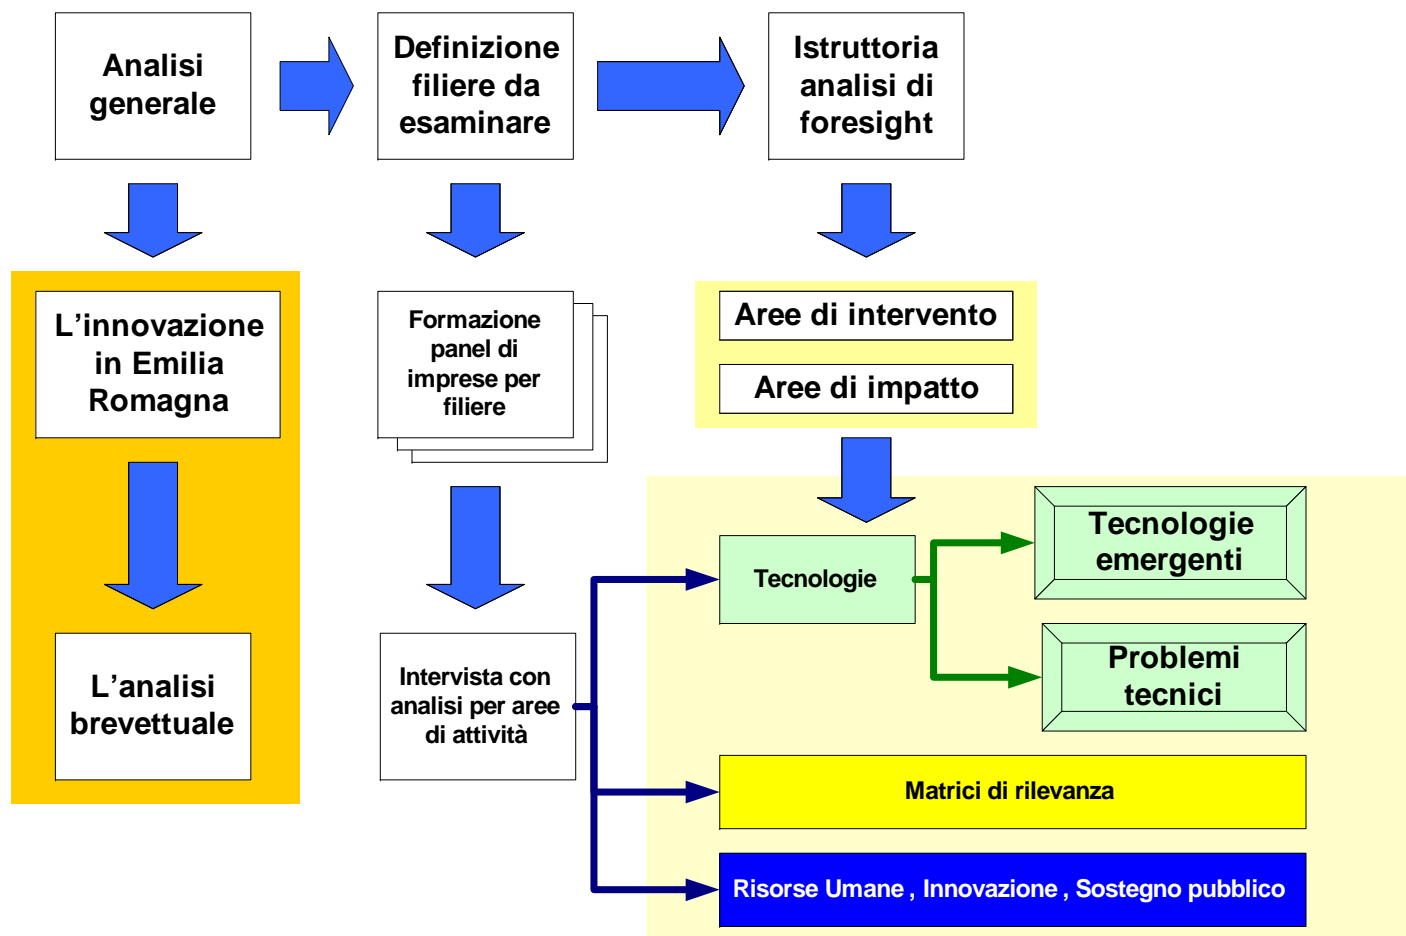 Analisi
generale
Definizione
filiere da
esaminare
Istruttoria
analisi di
foresight
L'innovazione
in Emilia
Romagna
Formazione
panel di
imprese per
filiere
Aree di intervento
Aree di impatto
L'analisi
brevettuale
Intervista con
analisi per aree
di attività
Tecnologie
Tecnologie
emergenti
Problemi
tecnici
Matrici di rilevanza
Risorse Umane , Innovazione , Sostegno pubblico